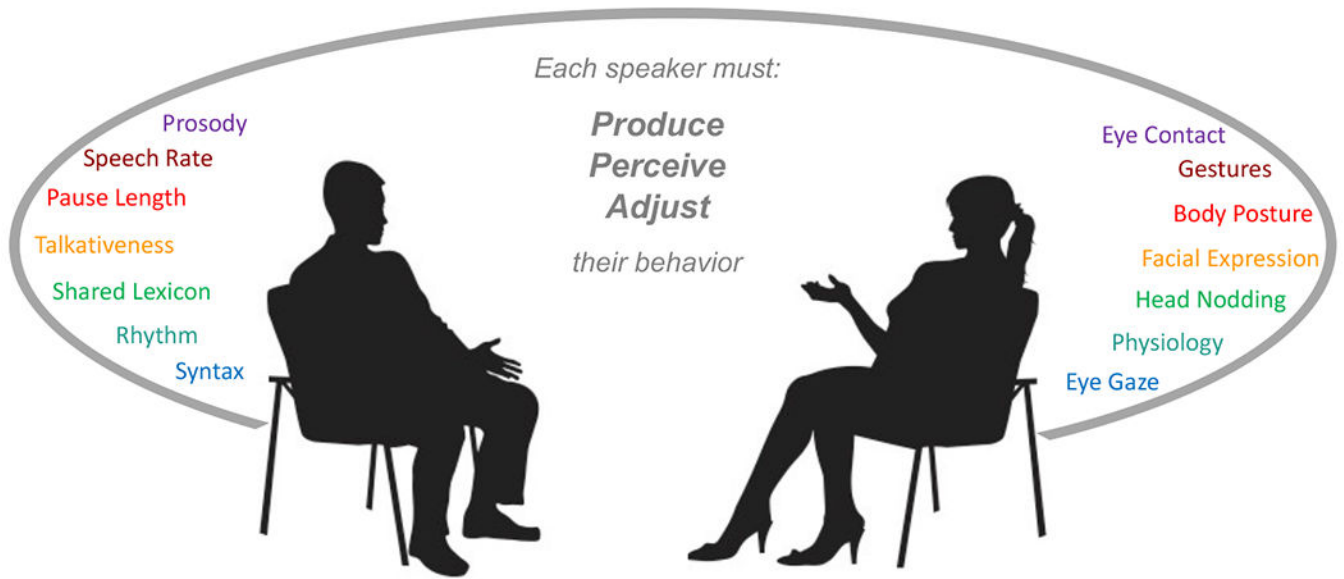 Each speaker must:
Produce
Perceive
Adjust
their behavior
Prosody
Speech Rate
Pause Length
Talkativeness
Shared Lexicon
Rhythm
Syntax
Eye Contact
Gestures
Body Posture
Facial Expression
Head Nodding
Physiology
Eye Gaze